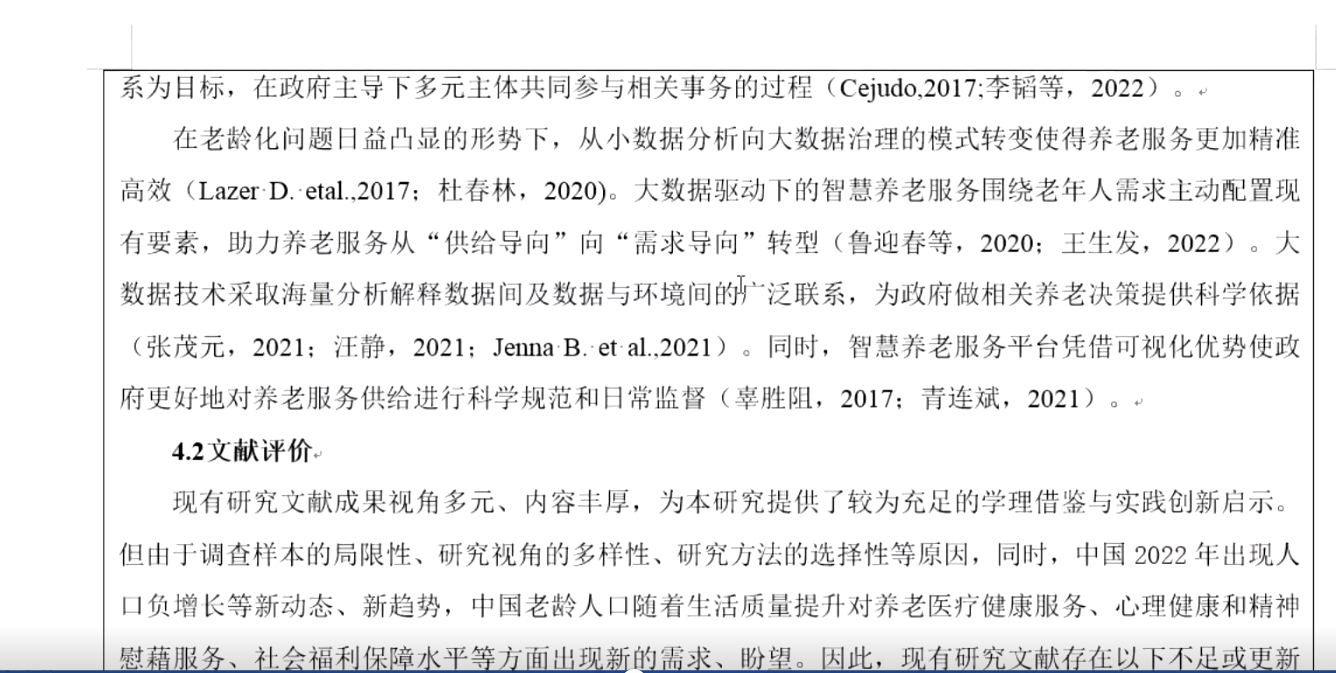 系为目标，在政府主导下多元主体共同参与相关事务的过程（Cejudo,2017;李韬等，2022）。
在老龄化问题日益凸显的形势下，从小数据分析向大数据治理的模式转变使得养老服务更加精准
高效（Lazer D. etal.,2017；杜春林，2020)。大数据驱动下的智慧养老服务围绕老年人需求主动配置现
有要素，助力养老服务从“供给导向”向“需求导向”转型（鲁迎春等，2020；王生发，2022）。大
数据技术采取海量分析解释数据间及数据与环境间的广泛联系，为政府做相关养老决策提供科学依据
（张茂元，2021；汪静，2021；Jenna B. et al.,2021）。同时，智慧养老服务平台凭借可视化优势使政
府更好地对养老服务供给进行科学规范和日常监督（辜胜阻，2017；青连斌，2021）。
4.2文献评价
现有研究文献成果视角多元、内容丰厚，为本研究提供了较为充足的学理借鉴与实践创新启示。
但由于调查样本的局限性、研究视角的多样性、研究方法的选择性等原因，同时，中国 2022 年出现人
口负增长等新动态、新趋势，中国老龄人口随着生活质量提升对养老医疗健康服务、心理健康和精神
慰藉服务、社会福利保障水平等方面出现新的需求、盼望。因此，现有研究文献存在以下不足或更新